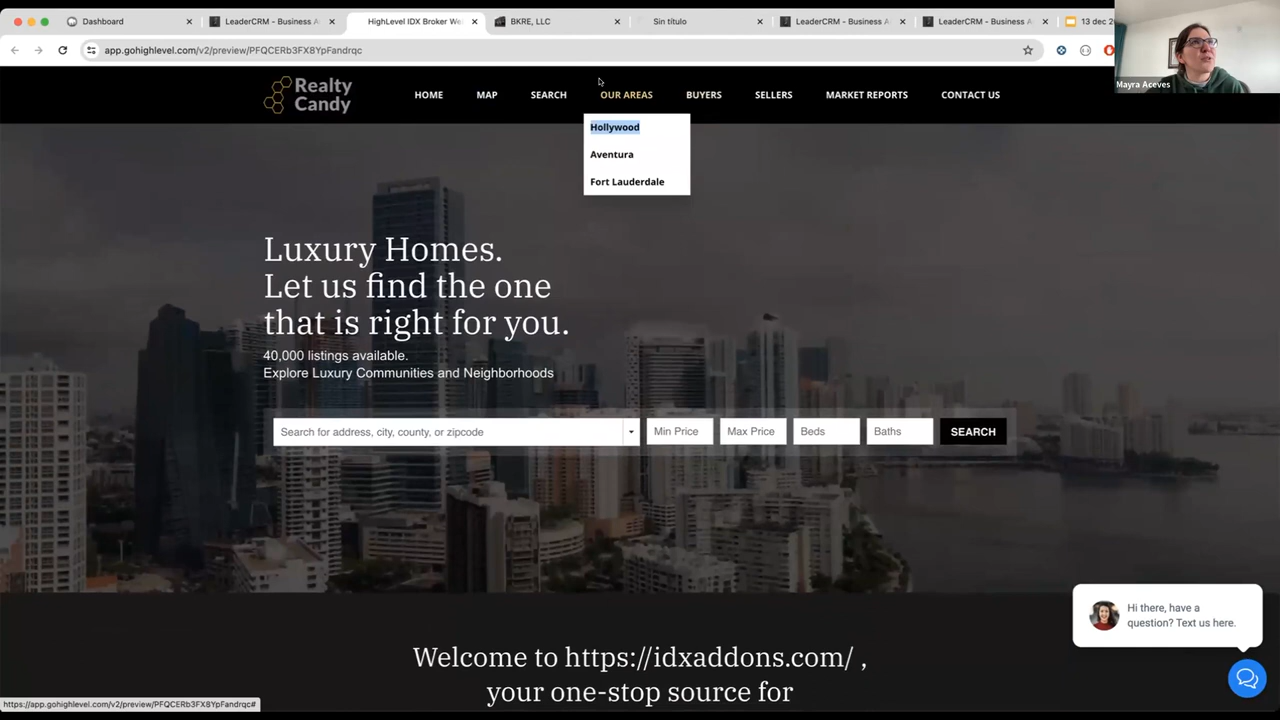 Dashboard
LeaderCRM - Business A
HighLevel IDX Broker We
BKRE, LLC
Sin título
LeaderCRM - Business A
LeaderCRM - Business A
13 dec 2
app.gohighlevel.com/v2/preview/PFQCERb3FX8YpFandrqc
Mayra Aceves
Realty
Candy
HOME
MAP
SEARCH
OUR AREAS
BUYERS
SELLERS
MARKET REPORTS
CONTACT US
Hollywood
Aventura
Fort Lauderdale
Luxury Homes.
Let us find the one
that is right for you.
40,000 listings available.
Explore Luxury Communities and Neighborhoods
Search for address, city, county, or zipcode
Min Price
Max Price
Beds
Baths
SEARCH
Hi there, have a
question? Text us here.
Welcome to https://idxaddons.com/ ,
your one-stop source for
https://app.gohighlevel.com/v2/preview/PFQCERb3FX8YpFandrqc#